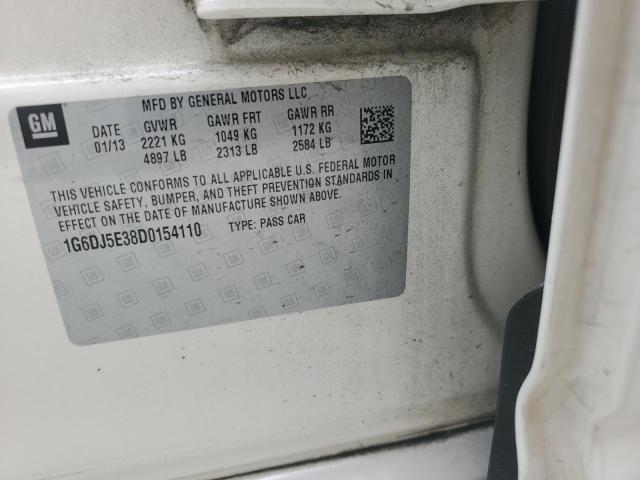 MFD BY GENERAL MOTORS LLC
GM
DATE GVWR GAWR FRT GAWR RR
01/13 2221 KG 1049 KG 1172 KG
4897 LB 2313 LB 2584 LB
THIS VEHICLE CONFORMS TO ALL APPLICABLE U.S. FEDERAL MOTOR
VEHICLE SAFETY, BUMPER, AND THEFT PREVENTION STANDARDS IN
EFFECT ON THE DATE OF MANUFACTURE SHOWN ABOVE.
1G6DJ5E38D0154110 TYPE: PASS CAR